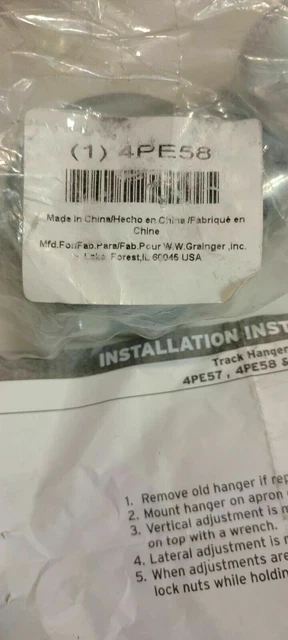 (1) 4PE58
Made in China/Hecho en China /Fabriqué en
Chine
Mfd.For/Fab.Para/Fab.Pour W.W.Grainger ,Inc.
Lake Forest,IL 60045 USA
INSTALLATION INST
Track Hanger
4PE57 , 4PE58 &
1. Remove old hanger if rep
2. Mount hanger on apron
3. Vertical adjustment is m
on top with a wrench.
4. Lateral adjustment is
5. When adjustments are
lock nuts while holdin